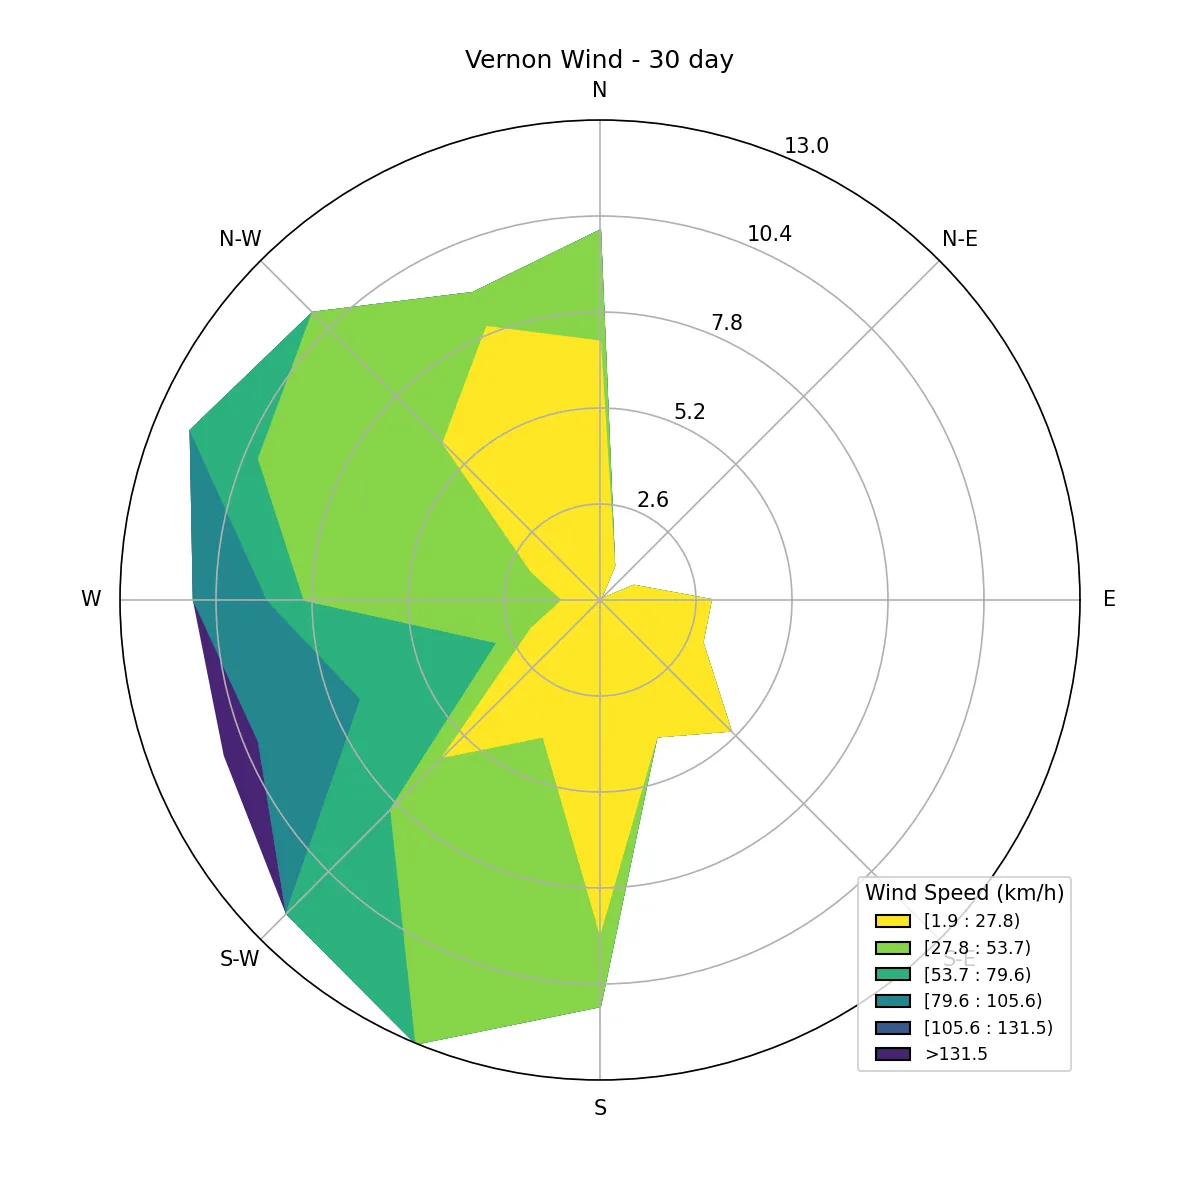 Vernon Wind - 30 day
N
13.0
N-W
10.4
N-E
7.8
5.2
2.6
W
E
S-W
S-E
Wind Speed (km/h)
[1.9 : 27.8)
[27.8 : 53.7)
[53.7 : 79.6)
[79.6 : 105.6)
[105.6 : 131.5)
>131.5
S